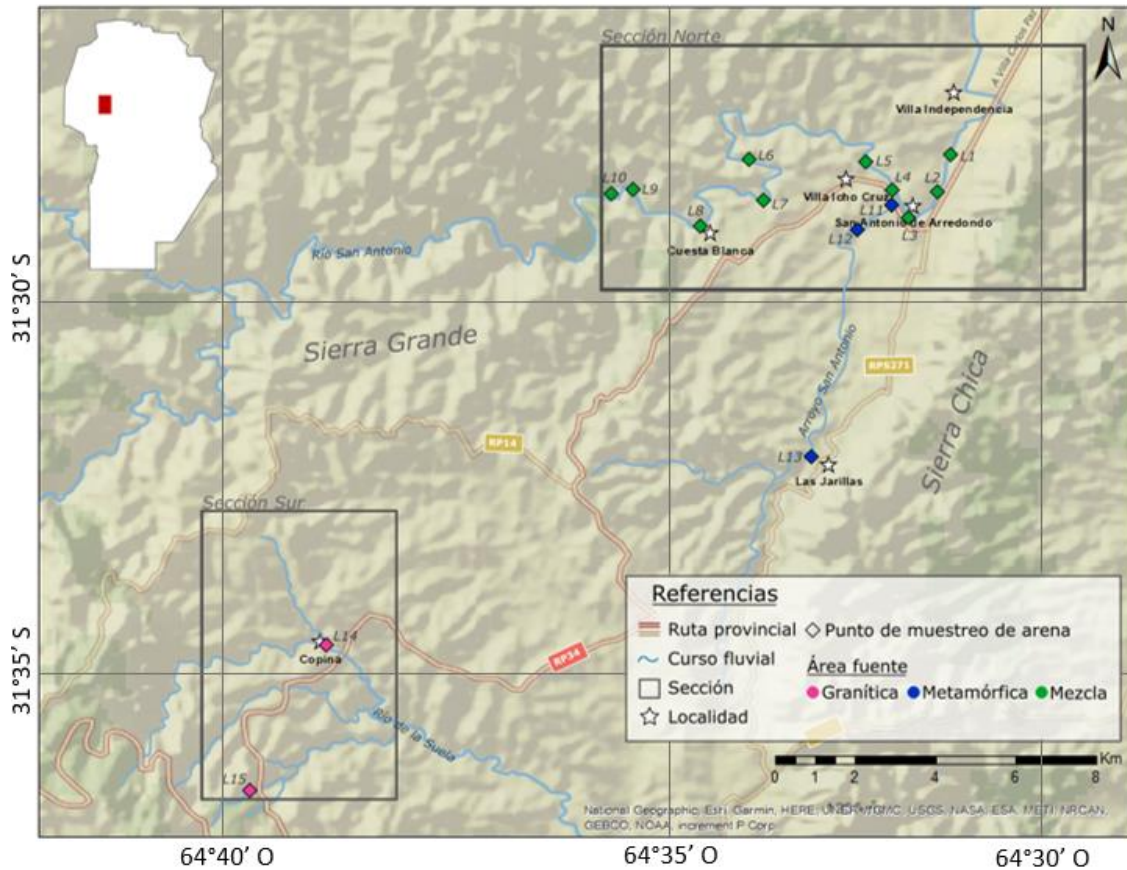 N
Sección Norte
A Villa Carlos Paz
Villa Independencia
L1
L2
L3
L4
L5
L6
L7
L8
L9
L10
L11
L12
Villa Icho Cruz
San Antonio de Arredondo
Cuesta Blanca
Río San Antonio
31°30’ S
Sierra Grande
Arroyo San Antonio
RPS271
Sierra Chica
RP14
L13
Las Jarillas
Sección Sur
L14
Copina
31°35’ S
RP34
Río de la Suela
L15
Referencias
Ruta provincial
Curso fluvial
Sección
Localidad
Punto de muestreo de arena
Área fuente
Granítica
Metamórfica
Mezcla
Km
0 1 2 4 6 8
National Geographic, Esri, Garmin, HERE, UNEP-WCMC, USGS, NASA, ESA, METI, NRCAN,
GEBCO, NOAA, increment P Corp.
64°40’ O
64°35’ O
64°30’ O